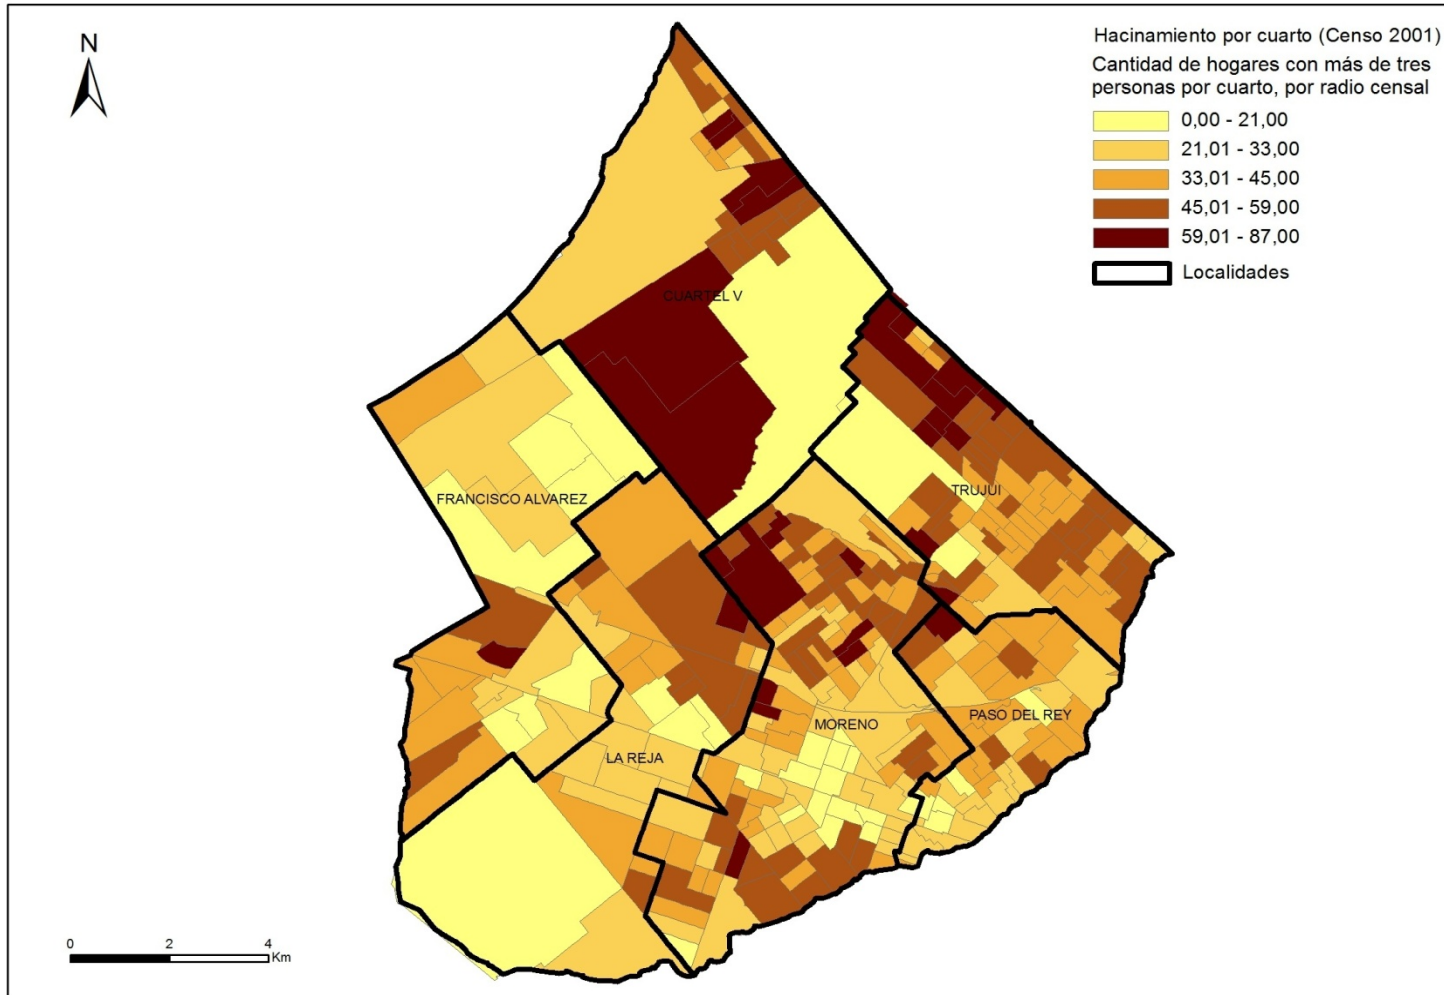 N
Hacinamiento por cuarto (Censo 2001)
Cantidad de hogares con más de tres
personas por cuarto, por radio censal
0,00 - 21,00
21,01 - 33,00
33,01 - 45,00
45,01 - 59,00
59,01 - 87,00
Localidades
CUARTEL V
FRANCISCO ALVAREZ
TRUJUI
PASO DEL REY
MORENO
LA REJA
0 2 4
Km